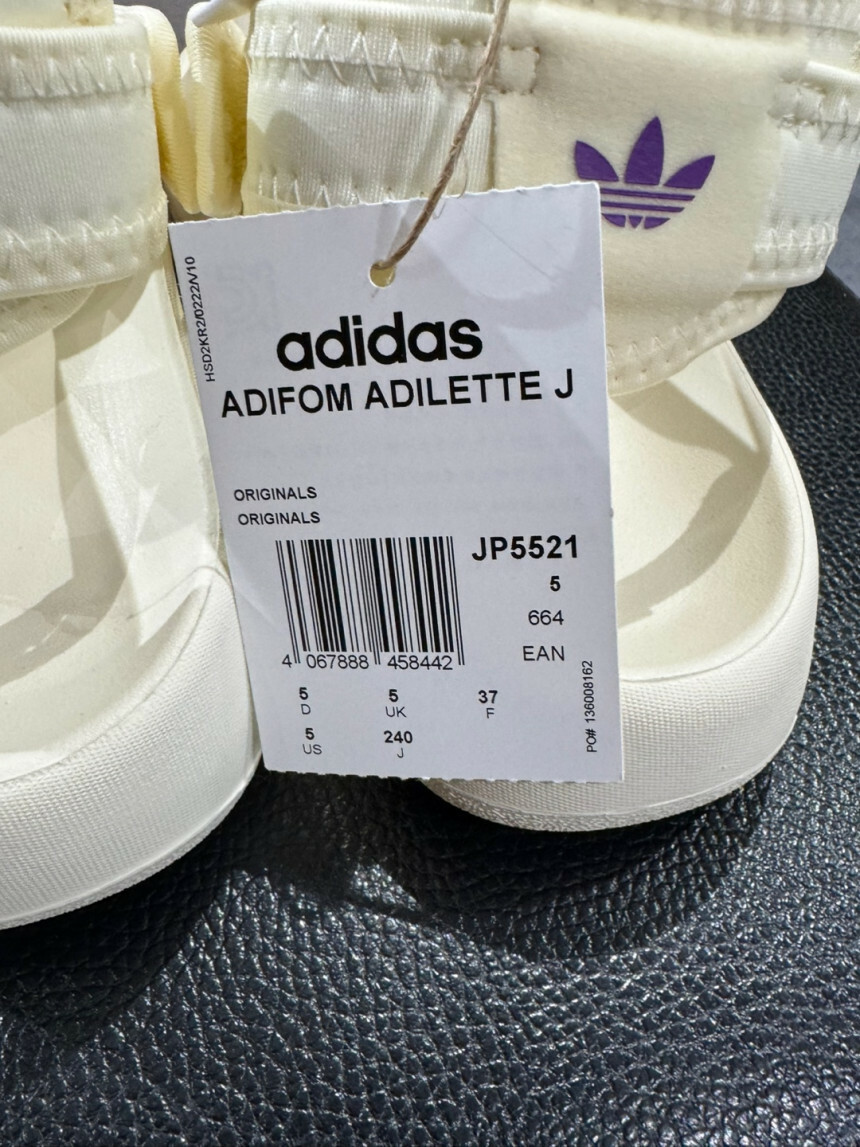 HSD2KR2/0222/V10
adidas
ADIFOM ADILETTE J
ORIGINALS
ORIGINALS
JP5521
5
664
EAN
4 067888 458442
5 5 37
D UK F
5 240
US J
PO# 136008162